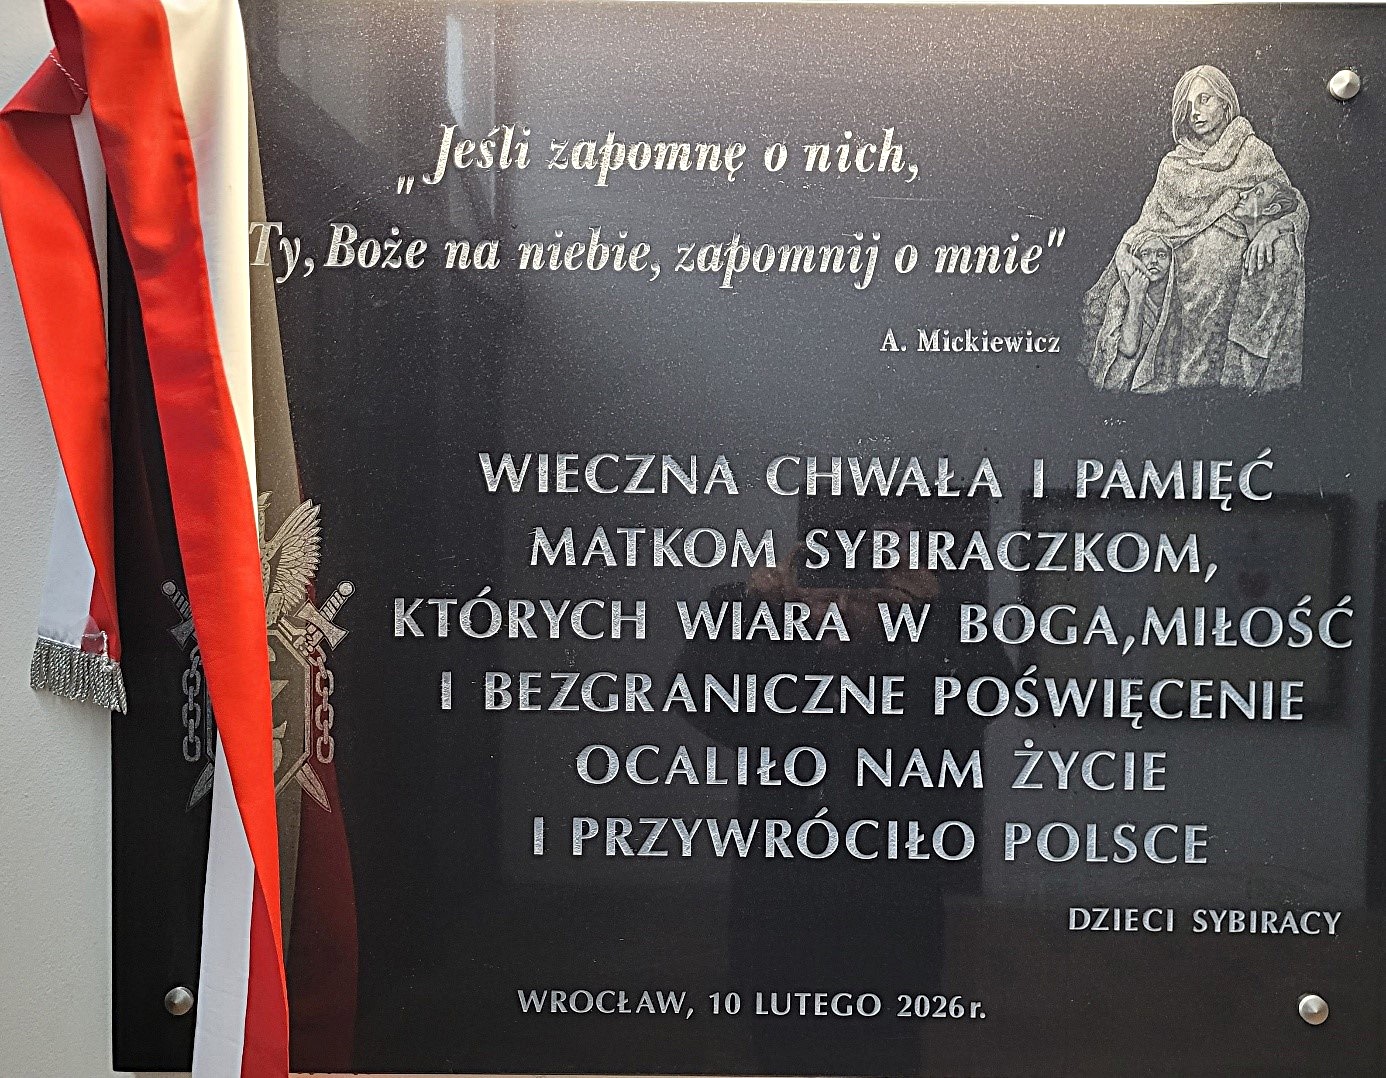 „Jeśli zapomnę o nich,
Ty, Boże na niebie, zapomnij o mnie"
A. Mickiewicz
WIECZNA CHWAŁA I PAMIĘĆ
MATKOM SYBIRACZKOM,
KTÓRYCH WIARA W BOGA, MIŁOŚĆ
I BEZGRANICZNE POŚWIĘCENIE
OCALIŁO NAM ŻYCIE
I PRZYWRÓCIŁO POLSCE
DZIECI SYBIRACY
WROCŁAW, 10 LUTEGO 2026 r.